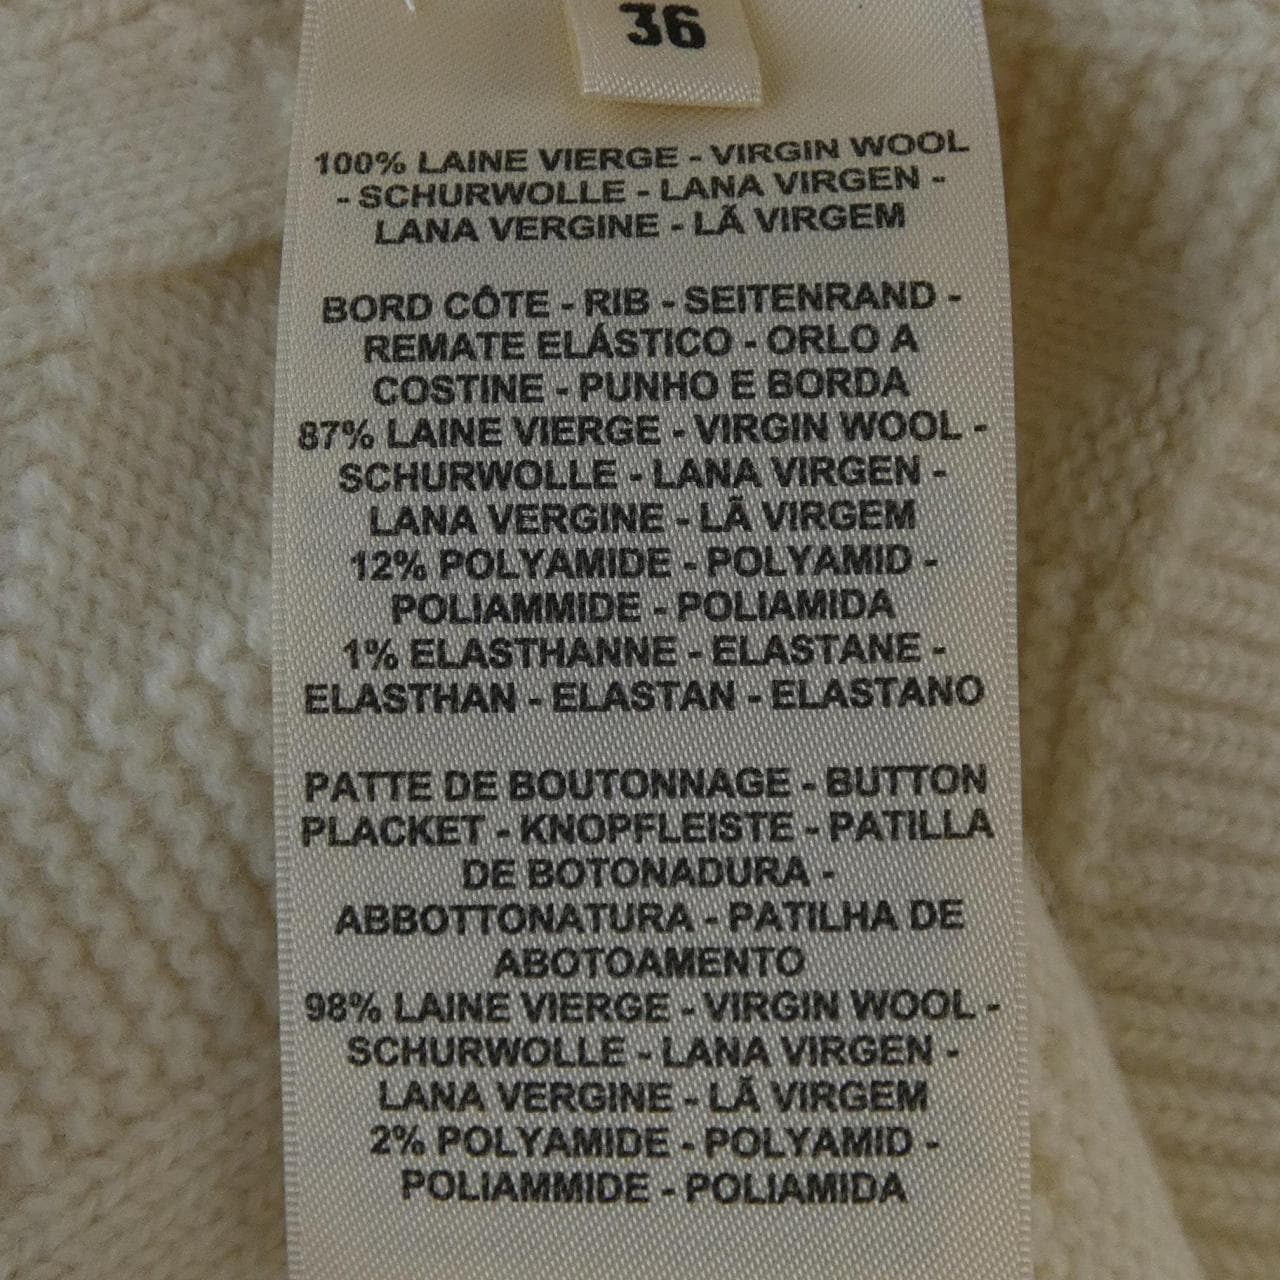 36
100% LAINE VIERGE - VIRGIN WOOL
- SCHURWOLLE - LANA VIRGEN -
LANA VERGINE - LÃ VIRGEM
BORD CÔTE - RIB - SEITENRAND -
REMATE ELÁSTICO - ORLO A
COSTINE - PUNHO E BORDA
87% LAINE VIERGE - VIRGIN WOOL -
SCHURWOLLE - LANA VIRGEN -
LANA VERGINE - LÃ VIRGEM
12% POLYAMIDE - POLYAMID -
POLIAMMIDE - POLIAMIDA
1% ELASTHANNE - ELASTANE -
ELASTHAN - ELASTAN - ELASTANO
PATTE DE BOUTONNAGE - BUTTON
PLACKET - KNOPFLEISTE - PATILLA
DE BOTONADURA -
ABBOTTONATURA - PATILHA DE
ABOTOAMENTO
98% LAINE VIERGE - VIRGIN WOOL -
SCHURWOLLE - LANA VIRGEN -
LANA VERGINE - LÃ VIRGEM
2% POLYAMIDE - POLYAMID -
POLIAMMIDE - POLIAMIDA